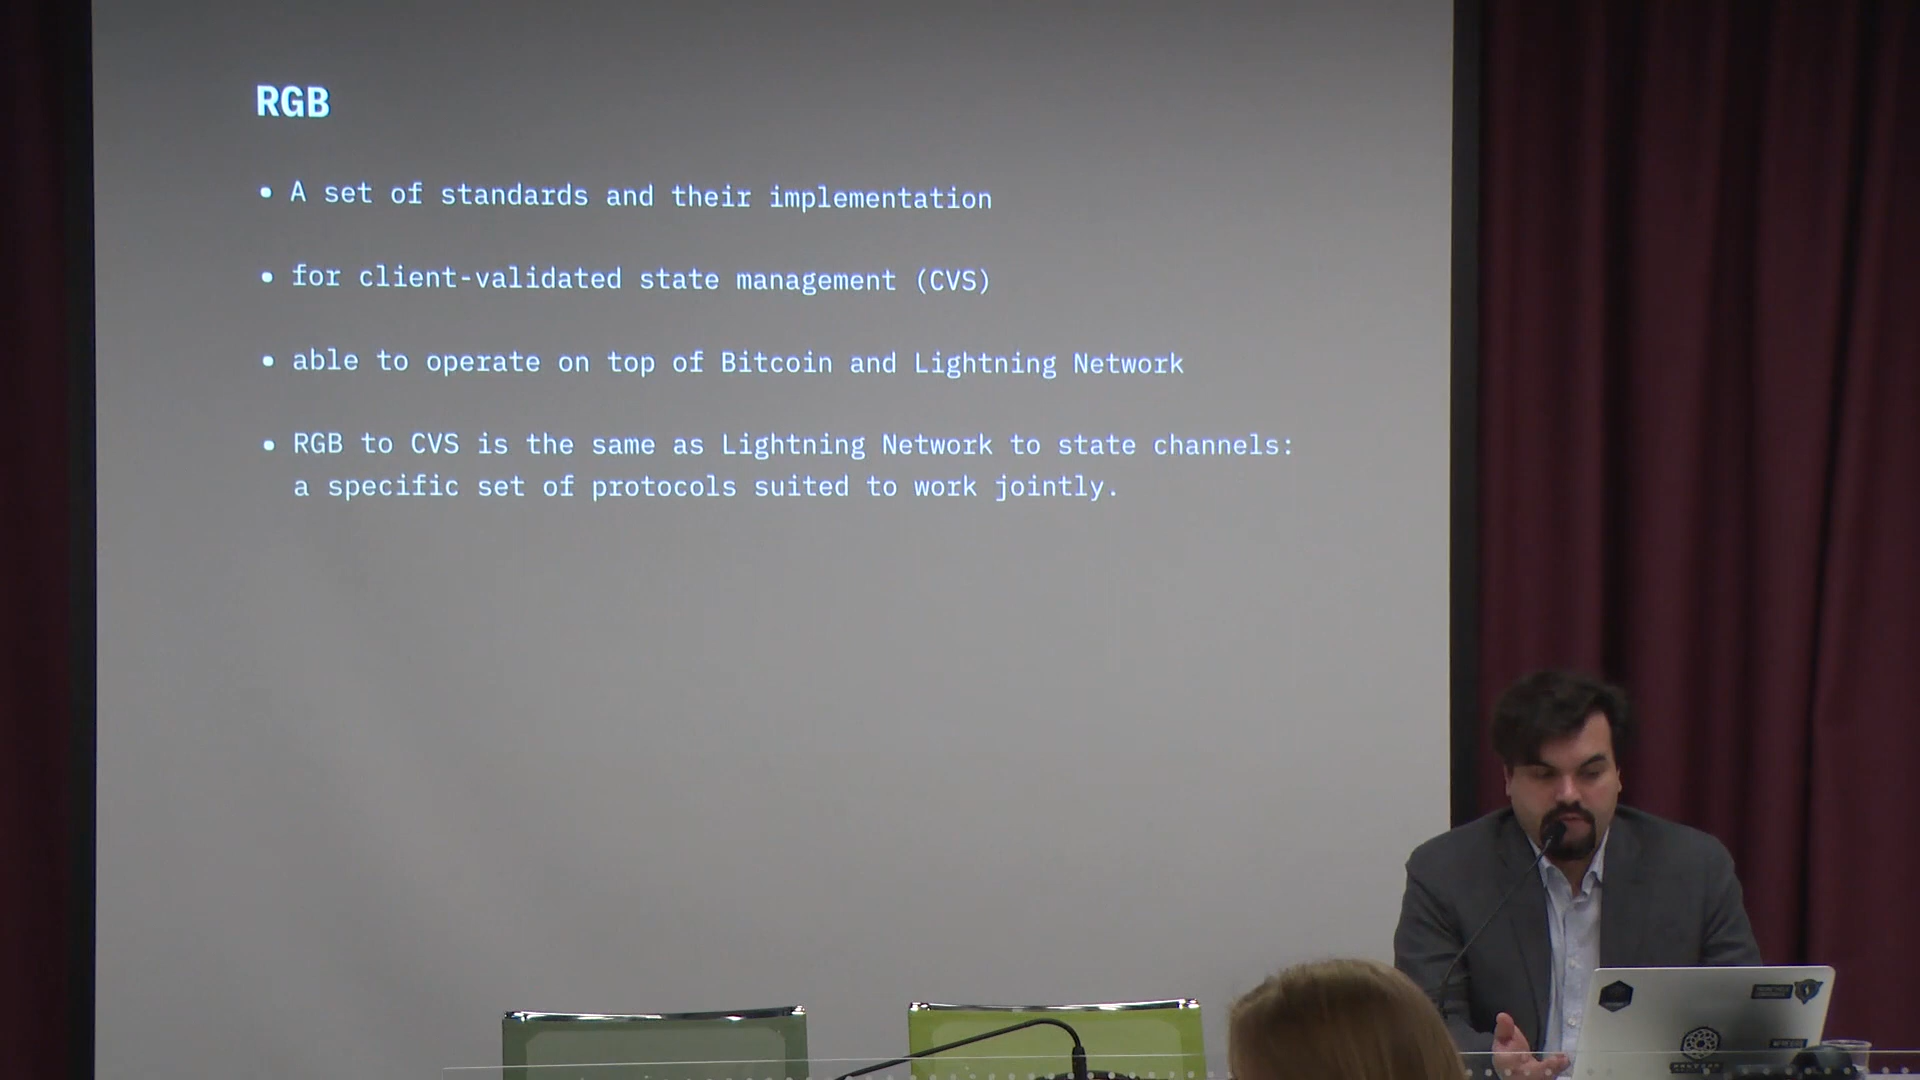 RGB
• A set of standards and their implementation
• for client-validated state management (CVS)
• able to operate on top of Bitcoin and Lightning Network
• RGB to CVS is the same as Lightning Network to state channels:
a specific set of protocols suited to work jointly.